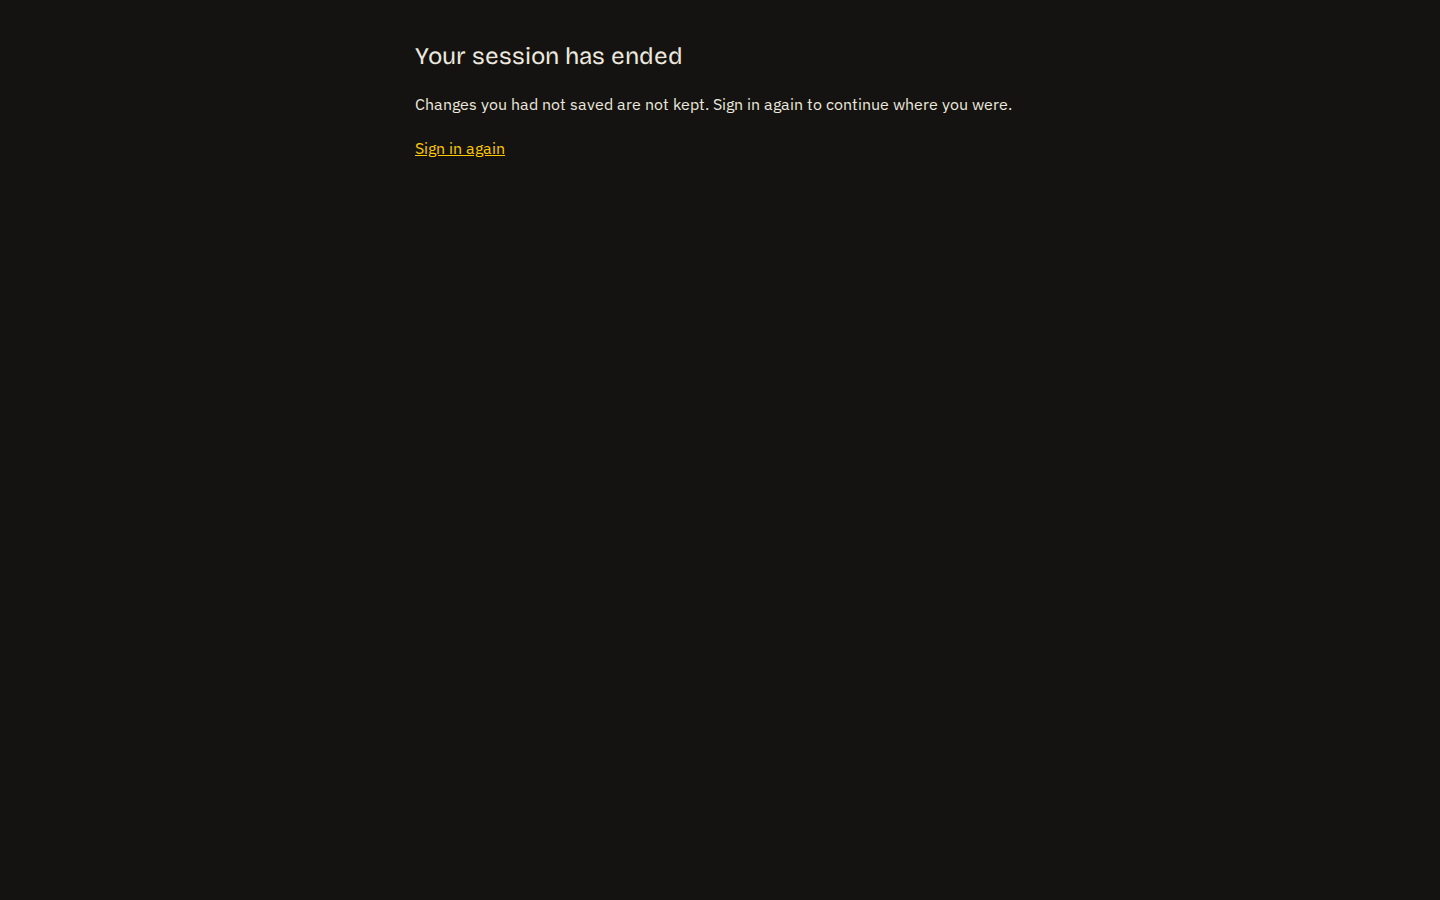 Your session has ended
Changes you had not saved are not kept. Sign in again to continue where you were.
Sign in again